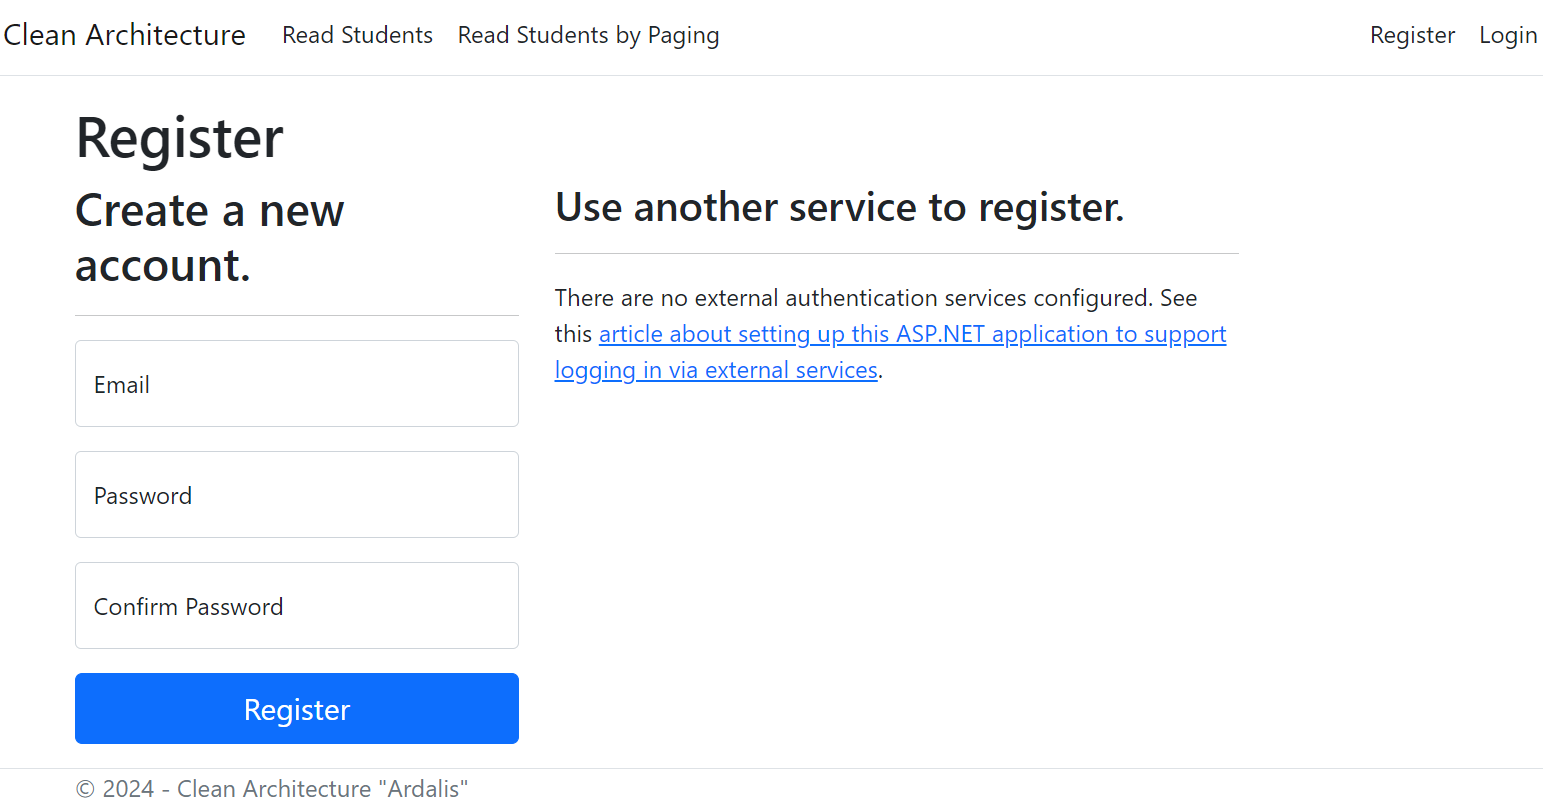 Clean Architecture Read Students Read Students by Paging Register Login
Register
Create a new
account.
Email
Password
Confirm Password
Register
Use another service to register.
There are no external authentication services configured. See
this article about setting up this ASP.NET application to support
logging in via external services.
© 2024 - Clean Architecture "Ardalis"